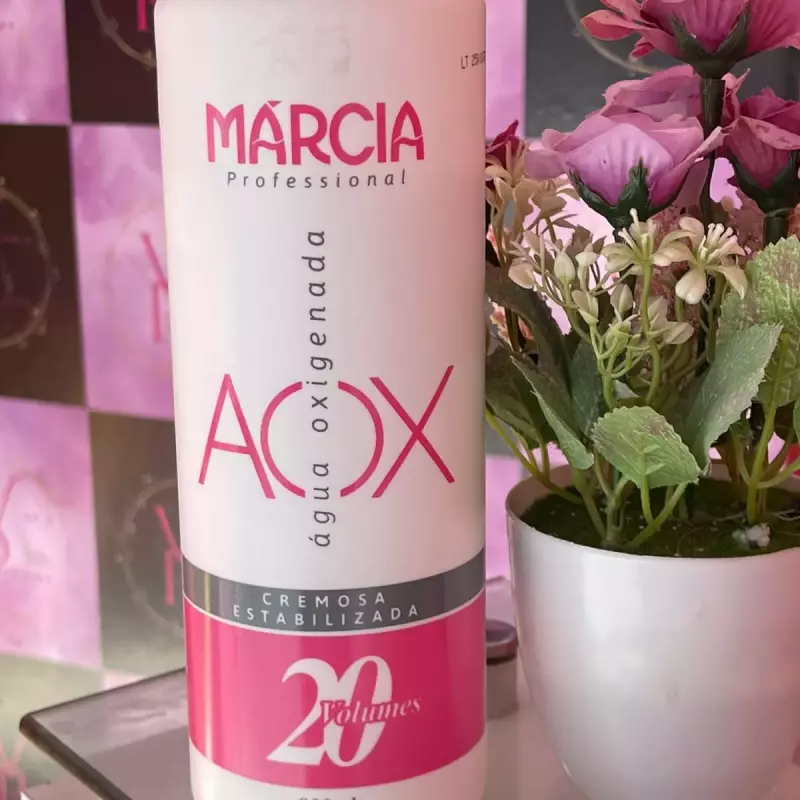 MÁRCIA
Professional
água oxigenada
AOX
CREMOSA
ESTABILIZADA
20
Volumes